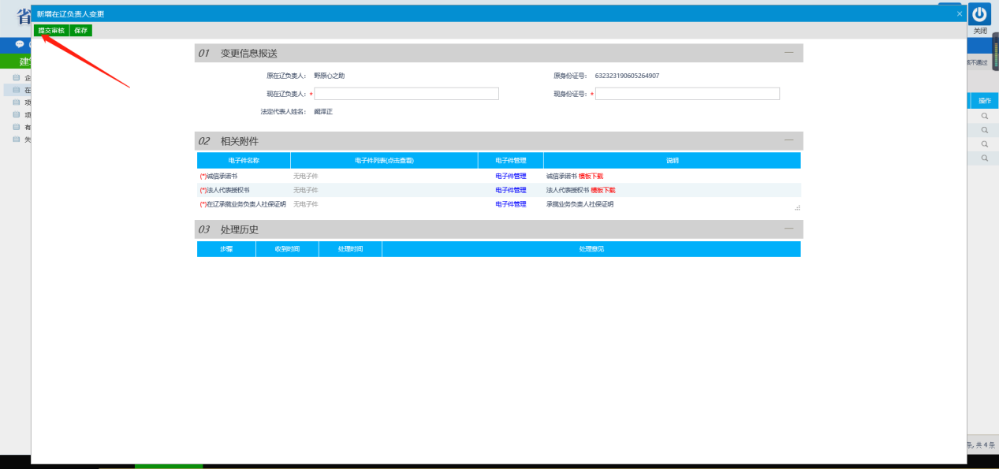 省
新增在辽负责人变更
×
关闭
提交审核 保存
建
企
在
项
项
有
失
不通过
操作
01 变更信息报送
原在辽负责人： 野原心之助 原身份证号： 632323190605264907
现在辽负责人：* 现身份证号：*
法定代表人姓名： 阚泽正
02 相关附件
电子件名称 电子件列表(点击查看) 电子件管理 说明
(*)诚信承诺书 无电子件 电子件管理 诚信承诺书 模板下载
(*)法人代表授权书 无电子件 电子件管理 法人代表授权书 模板下载
(*)在辽承揽业务负责人社保证明 无电子件 电子件管理 承揽业务负责人社保证明
03 处理历史
步骤 收到时间 处理时间 处理意见
条, 共 4 条